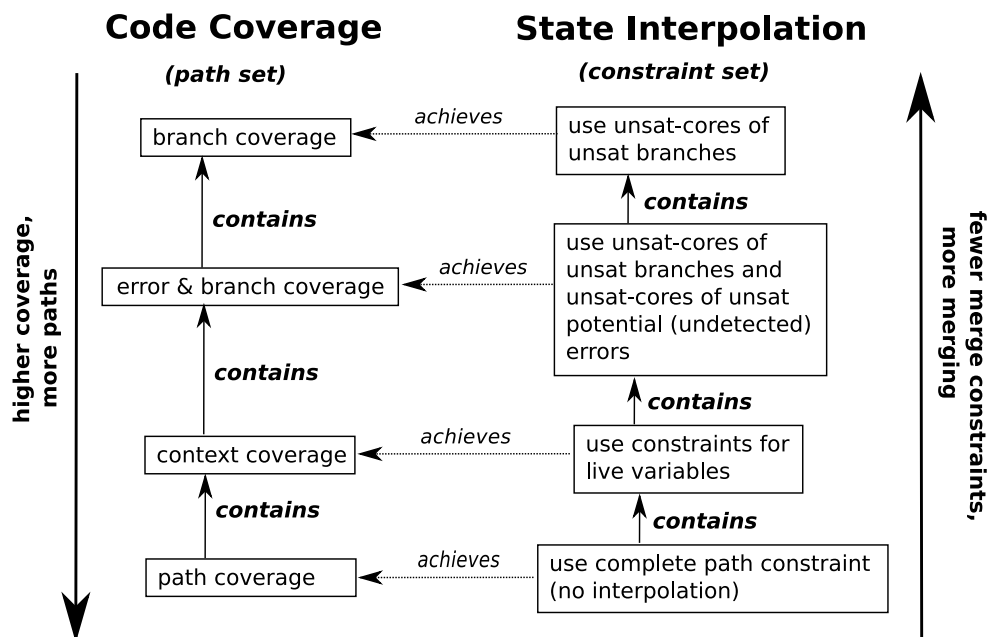 Code Coverage
(path set)
State Interpolation
(constraint set)
higher coverage,
more paths
branch coverage
achieves
use unsat-cores of
unsat branches
contains
contains
error & branch coverage
achieves
use unsat-cores of
unsat branches and
unsat-cores of unsat
potential (undetected)
errors
contains
contains
context coverage
achieves
use constraints for
live variables
contains
contains
path coverage
achieves
use complete path constraint
(no interpolation)
fewer merge constraints,
more merging